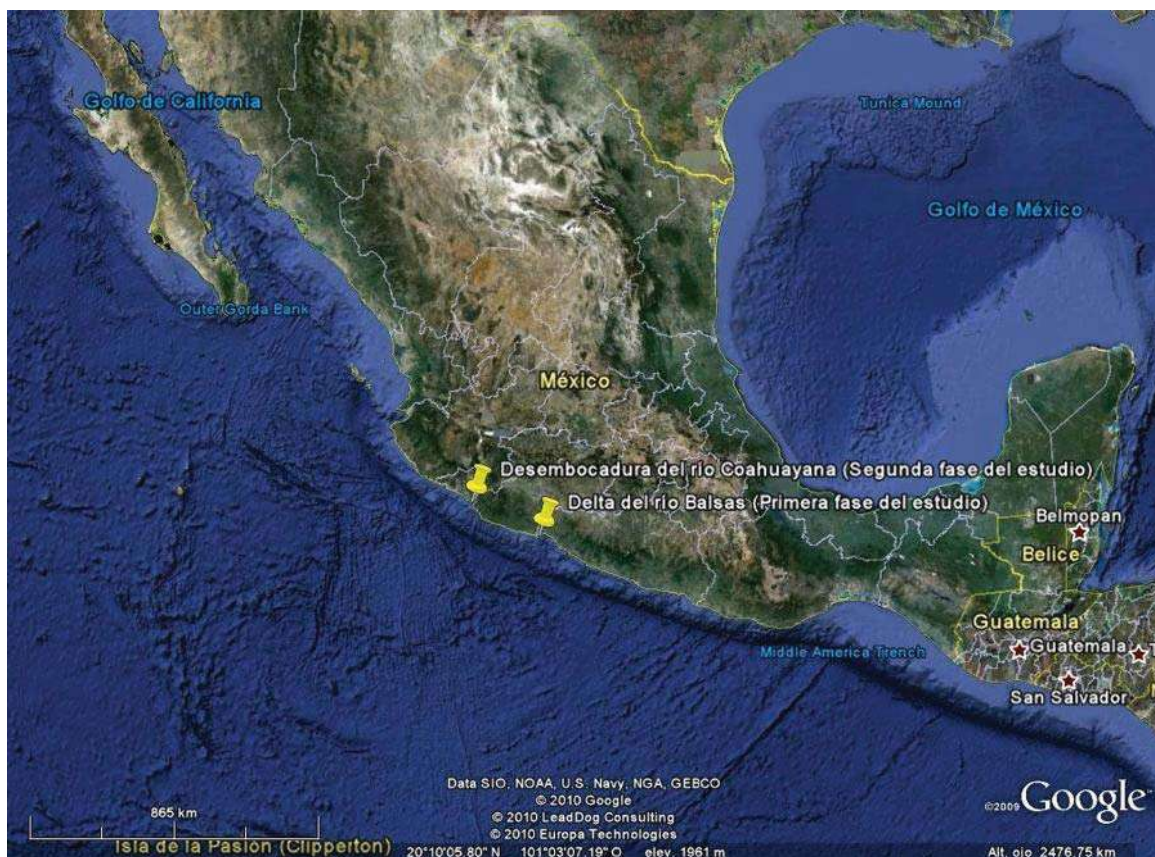 Golfo de California
Tunica Mound
Golfo de México
Outer Gorda Bank
México
Desembocadura del río Coahuayana (Segunda fase del estudio)
Delta del río Balsas (Primera fase del estudio)
Belmopan
Belice
Guatemala
Guatemala
Middle America Trench
San Salvador
Data SIO, NOAA, U.S. Navy, NGA, GEBCO
© 2010 Google
© 2010 LeadDog Consulting
© 2010 Europa Technologies
©2009 Google
865 km
Isla de la Pasión (Clipperton)
20°10'05.80" N 101°03'07.19" O elev. 1961 m
Alt. ojo 2476.75 km